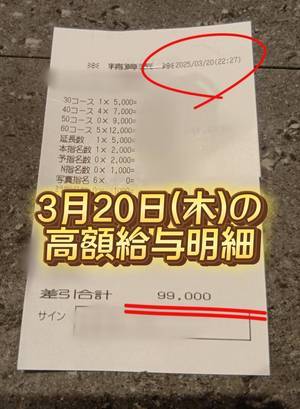 2025/03/20(22:27)
30コース 1× 5,000=
40コース 4× 7,000=
50コース 0× 9,000=
60コース 5×12,000=
延長数 1× 5,000=
本指名数 1× 2,000=
予指名数 0× 2,000=
N指名数 0× 1,000=
写真指名 6× 0=
3月20日(木)の
高額給与明細
差引合計 99,000
サイン